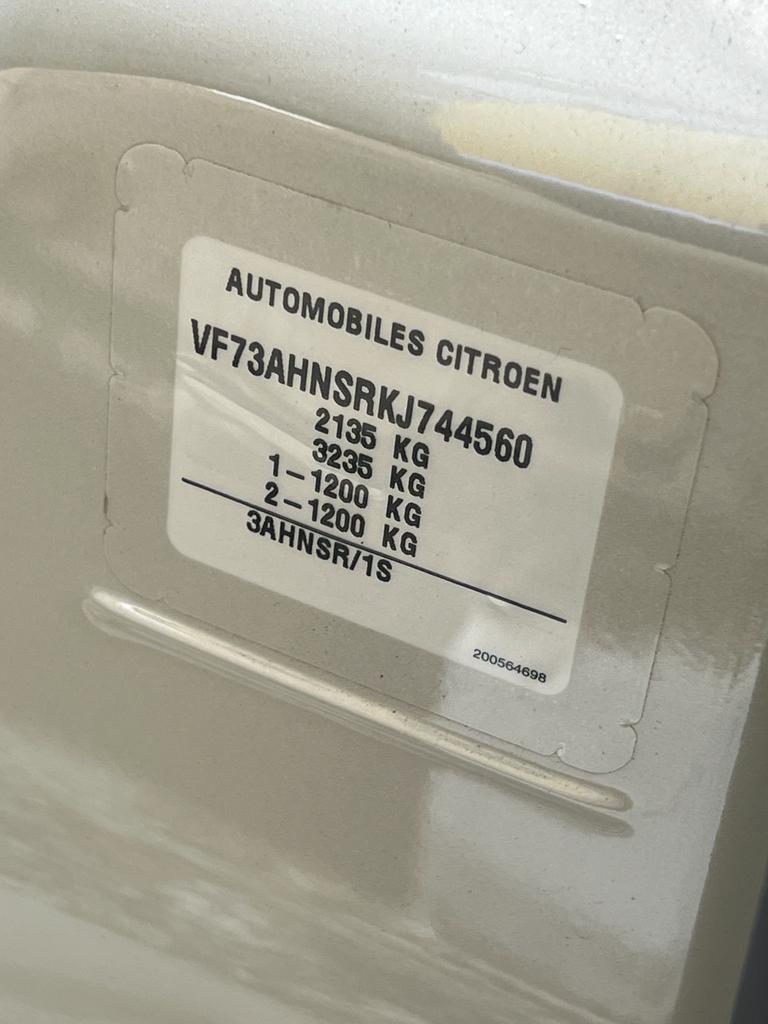 AUTOMOBILES CITROEN
VF73AHNSRKJ744560
2135 KG
3235 KG
1-1200 KG
2-1200 KG
3AHNSR/1S
200564698